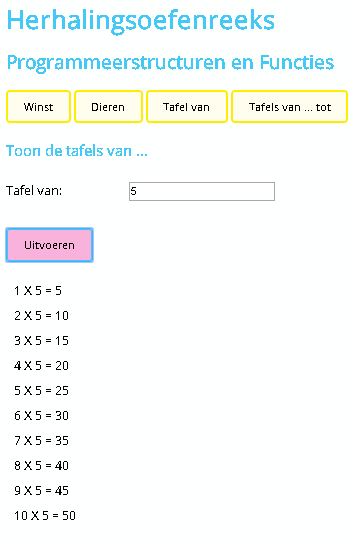 Herhalingsoefenreeks
Programmeerstructuren en Functies
Winst Dieren Tafel van Tafels van ... tot
Toon de tafels van ...
Tafel van: 5
Uitvoeren
1 X 5 = 5
2 X 5 = 10
3 X 5 = 15
4 X 5 = 20
5 X 5 = 25
6 X 5 = 30
7 X 5 = 35
8 X 5 = 40
9 X 5 = 45
10 X 5 = 50